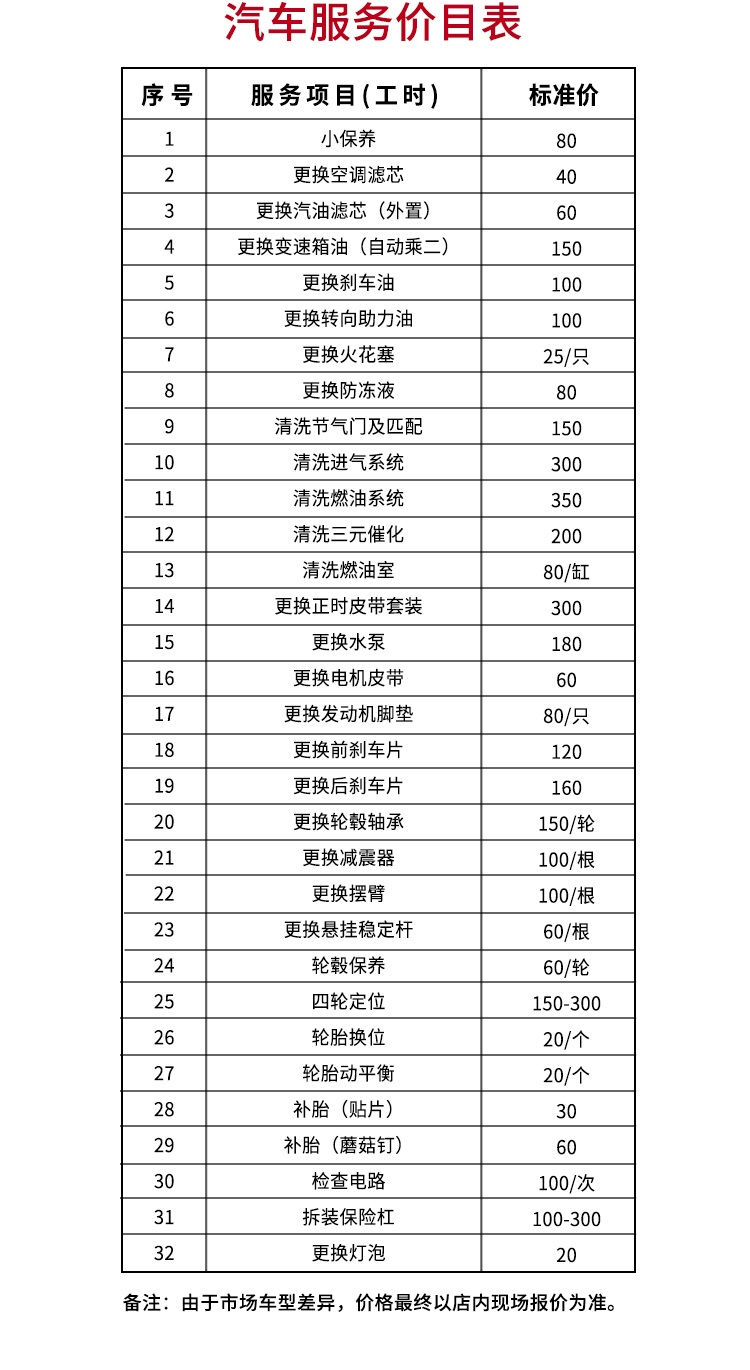 汽车服务价目表
序号 服务项目(工时) 标准价
1 小保养 80
2 更换空调滤芯 40
3 更换汽油滤芯（外置） 60
4 更换变速箱油（自动乘二） 150
5 更换刹车油 100
6 更换转向助力油 100
7 更换火花塞 25/只
8 更换防冻液 80
9 清洗节气门及匹配 150
10 清洗进气系统 300
11 清洗燃油系统 350
12 清洗三元催化 200
13 清洗燃油室 80/缸
14 更换正时皮带套装 300
15 更换水泵 180
16 更换电机皮带 60
17 更换发动机脚垫 80/只
18 更换前刹车片 120
19 更换后刹车片 160
20 更换轮毂轴承 150/轮
21 更换减震器 100/根
22 更换摆臂 100/根
23 更换悬挂稳定杆 60/根
24 轮毂保养 60/轮
25 四轮定位 150-300
26 轮胎换位 20/个
27 轮胎动平衡 20/个
28 补胎（贴片） 30
29 补胎（蘑菇钉） 60
30 检查电路 100/次
31 拆装保险杠 100-300
32 更换灯泡 20
备注：由于市场车型差异，价格最终以店内现场报价为准。